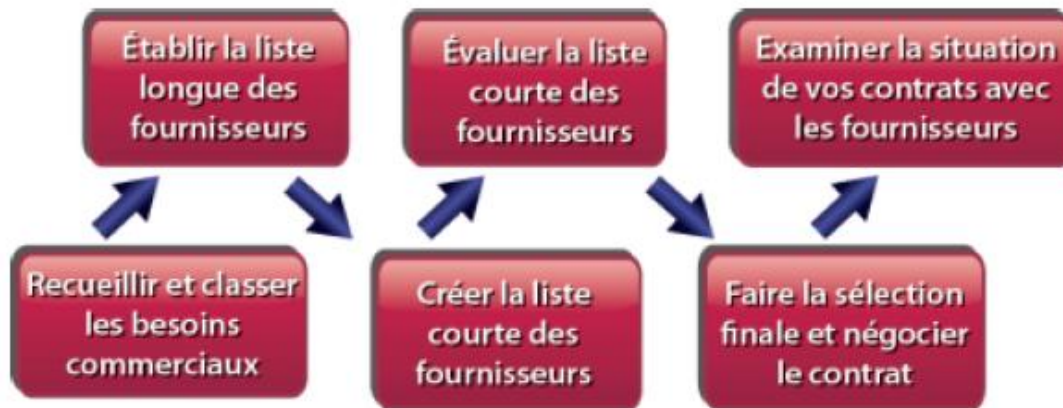 Établir la liste
longue des
fournisseurs
Évaluer la liste
courte des
fournisseurs
Examiner la situation
de vos contrats avec
les fournisseurs
Recueillir et classer
les besoins
commerciaux
Créer la liste
courte des
fournisseurs
Faire la sélection
finale et négocier
le contrat